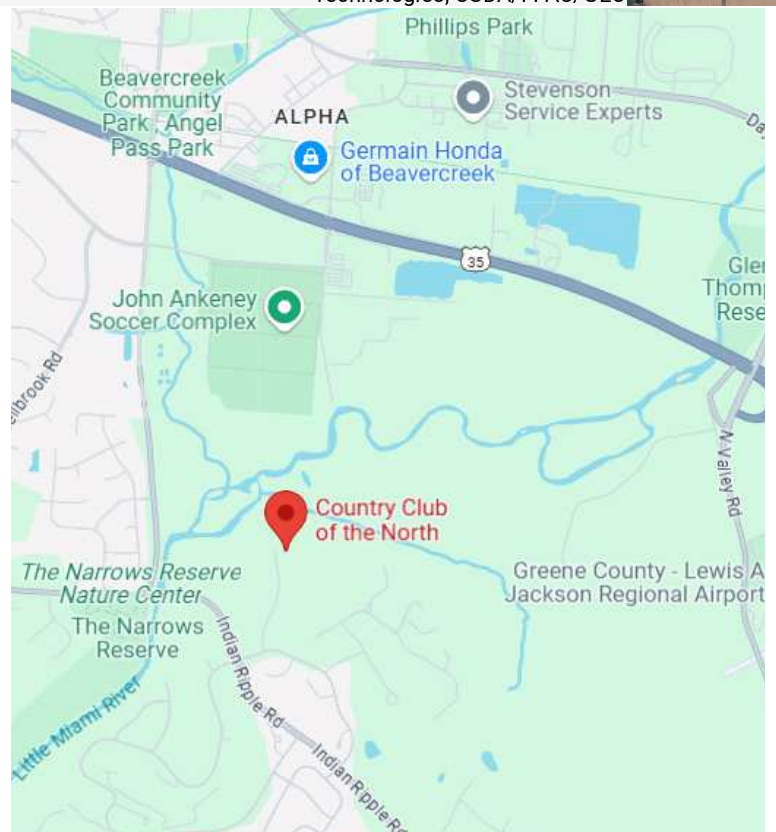 Phillips Park
Beavercreek
Community
Park, Angel
Pass Park
ALPHA
Stevenson
Service Experts
Germain Honda
of Beavercreek
35
John Ankeney
Soccer Complex
Country Club
of the North
N Valley Rd
The Narrows Reserve
Nature Center
The Narrows
Reserve
Greene County - Lewis A
Jackson Regional Airport
Indian Ripple Rd
Little Miami River
Indian Ripple Rd